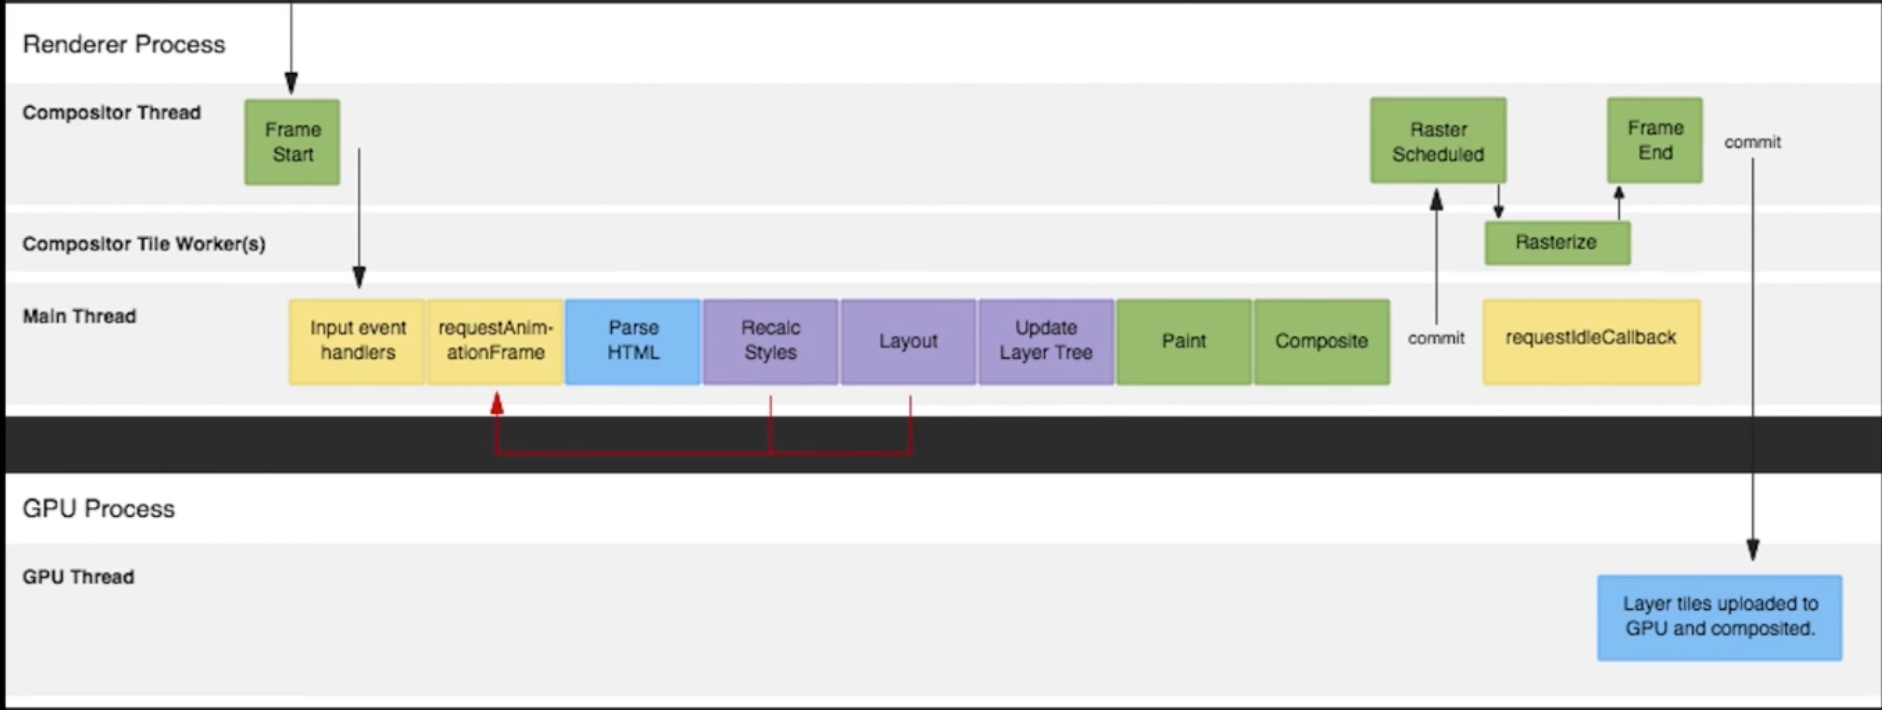 Renderer Process
Compositor Thread
Frame
Start
Raster
Scheduled
Frame
End
commit
Compositor Tile Worker(s)
Rasterize
Main Thread
Input event
handlers
requestAnim-
ationFrame
Parse
HTML
Recalc
Styles
Layout
Update
Layer Tree
Paint
Composite
commit
requestIdleCallback
GPU Process
GPU Thread
Layer tiles uploaded to
GPU and composited.